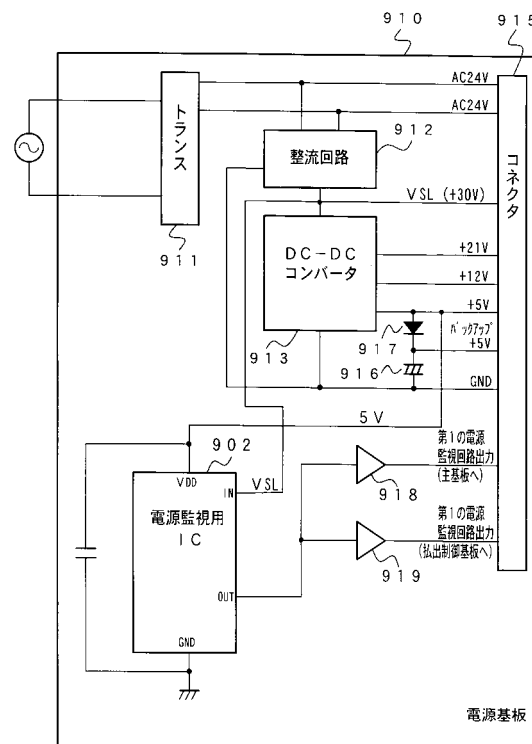 915
910
AC24V
AC24V
トランス
911
整流回路
912
コネクタ
VSL (+30V)
DC-DC
コンバータ
913
+21V
+12V
+5V
917
バックアップ
+5V
916
GND
5V
902
VDD
IN
VSL
電源監視用
IC
OUT
GND
第1の電源
監視回路出力
(主基板へ)
918
第1の電源
監視回路出力
(払出制御基板へ)
919
電源基板